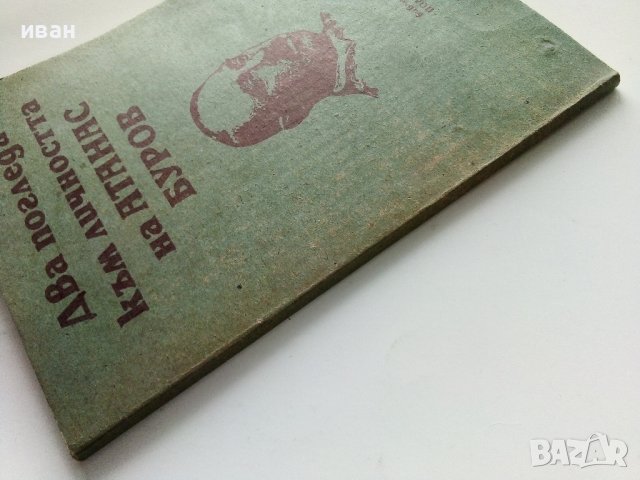 иван
Два погледа
към личността
на Атанас
Буров
BAZAR